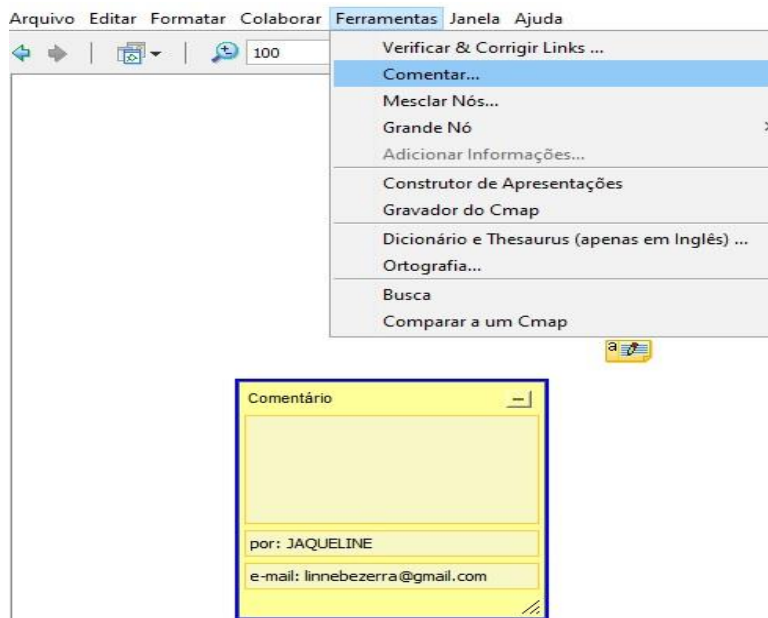 Arquivo Editar Formatar Colaborar Ferramentas Janela Ajuda
100
Verificar & Corrigir Links ...
Comentar...
Mesclar Nós...
Grande Nó
Adicionar Informações...
Construtor de Apresentações
Gravador do Cmap
Dicionário e Thesaurus (apenas em Inglês) ...
Ortografia...
Busca
Comparar a um Cmap
a
Comentário
por: JAQUELINE
e-mail: linnebezerra@gmail.com